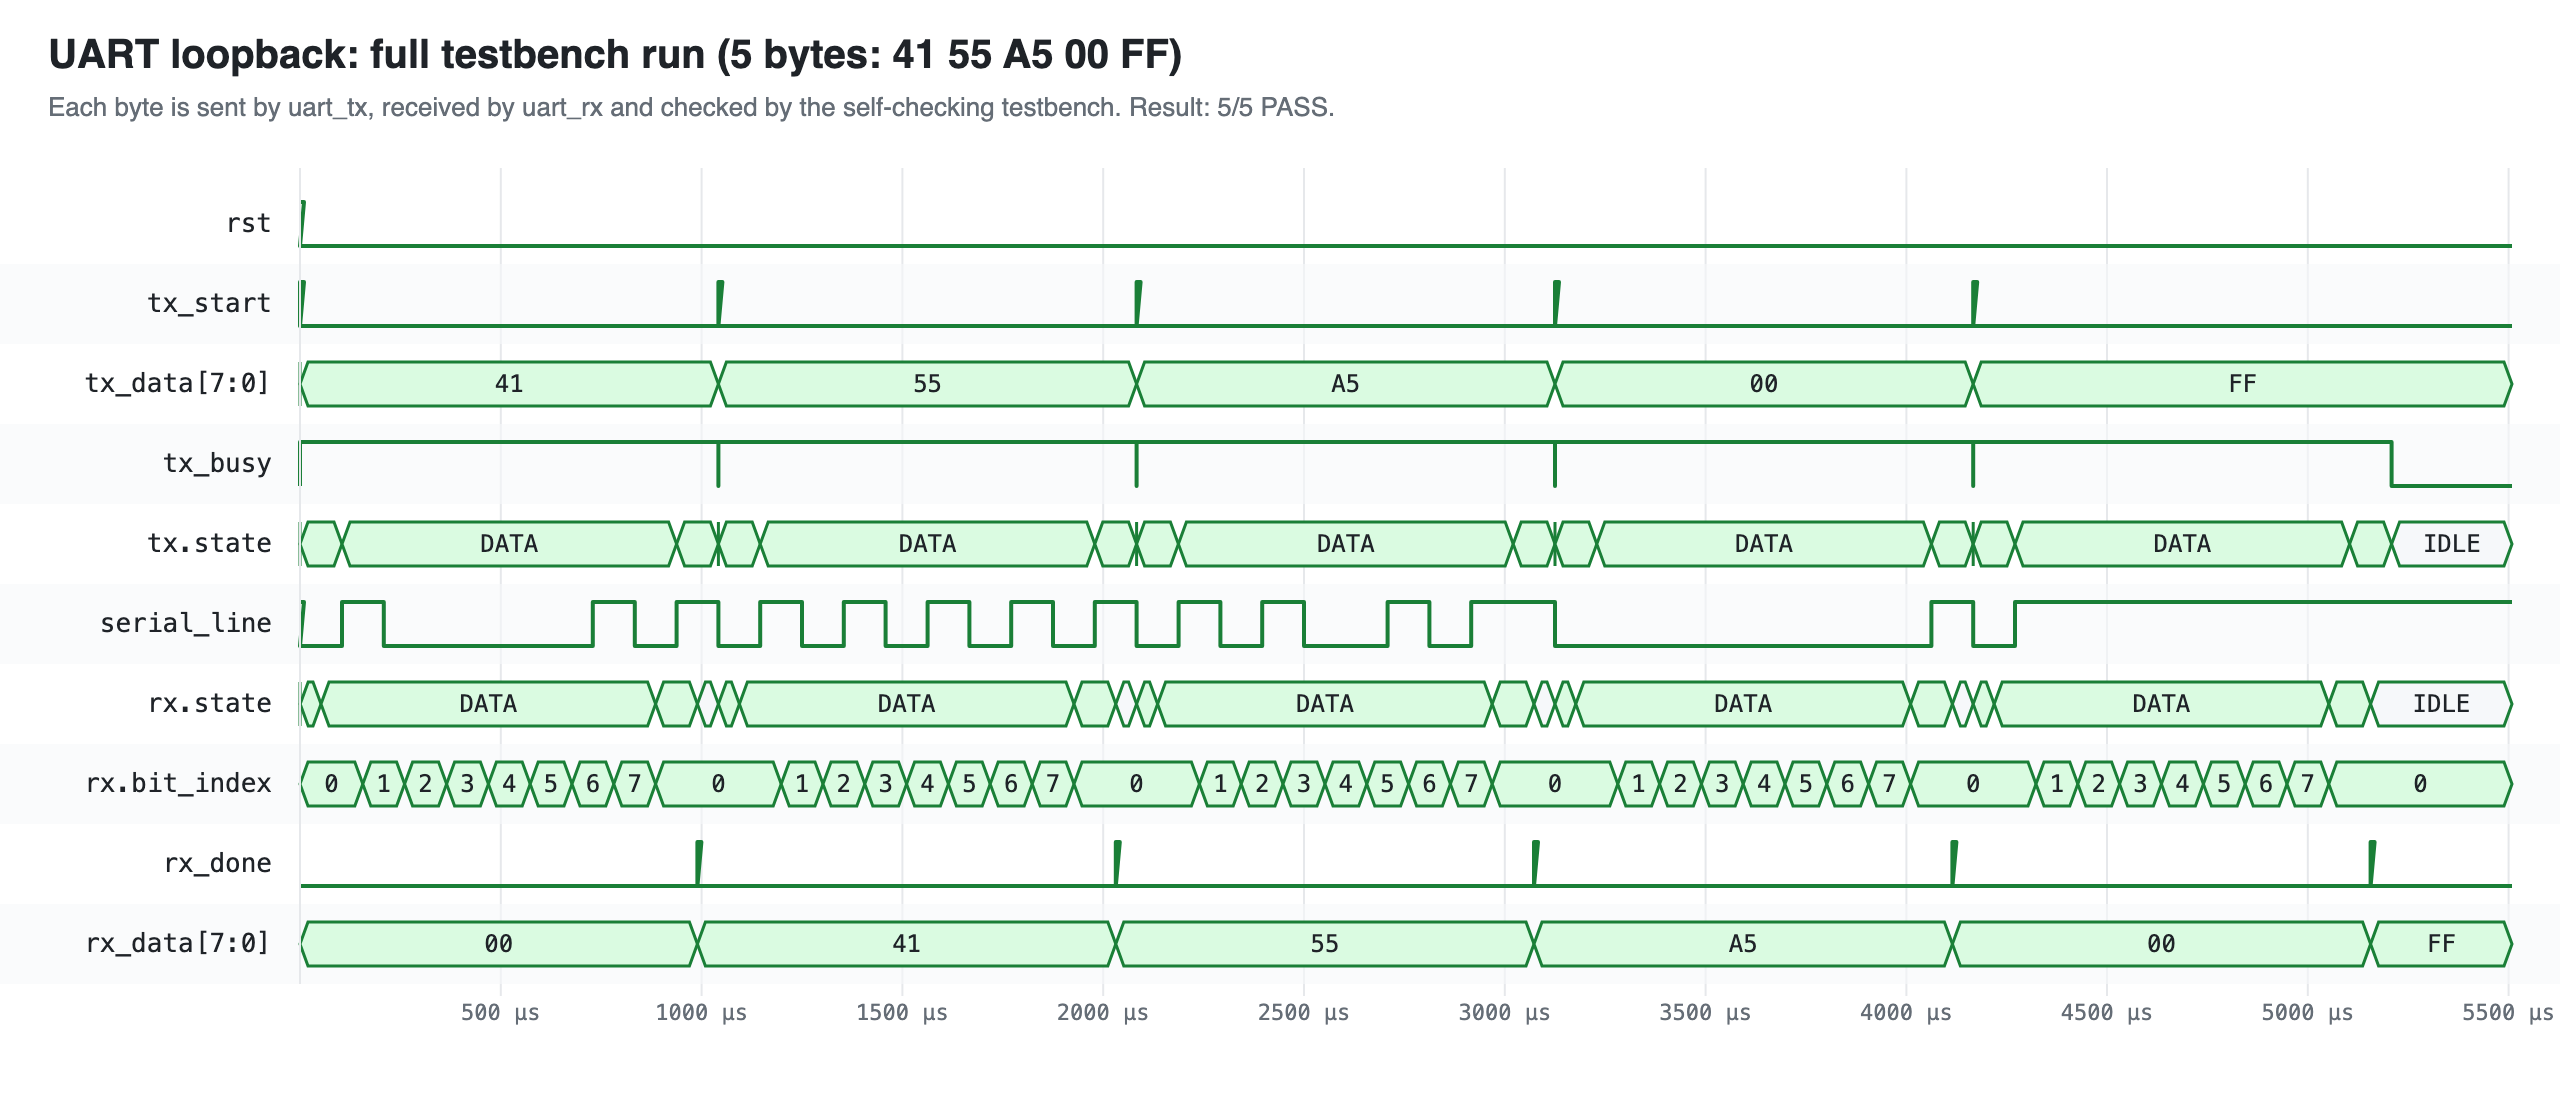 UART loopback: full testbench run (5 bytes: 41 55 A5 00 FF)
Each byte is sent by uart_tx, received by uart_rx and checked by the self-checking testbench. Result: 5/5 PASS.
rst
tx_start
tx_data[7:0] 41 55 A5 00 FF
tx_busy
tx.state DATA DATA DATA DATA DATA IDLE
serial_line
rx.state DATA DATA DATA DATA DATA IDLE
rx.bit_index 0 1 2 3 4 5 6 7 0 1 2 3 4 5 6 7 0 1 2 3 4 5 6 7 0 1 2 3 4 5 6 7 0 1 2 3 4 5 6 7 0
rx_done
rx_data[7:0] 00 41 55 A5 00 FF
500 µs 1000 µs 1500 µs 2000 µs 2500 µs 3000 µs 3500 µs 4000 µs 4500 µs 5000 µs 5500 µs